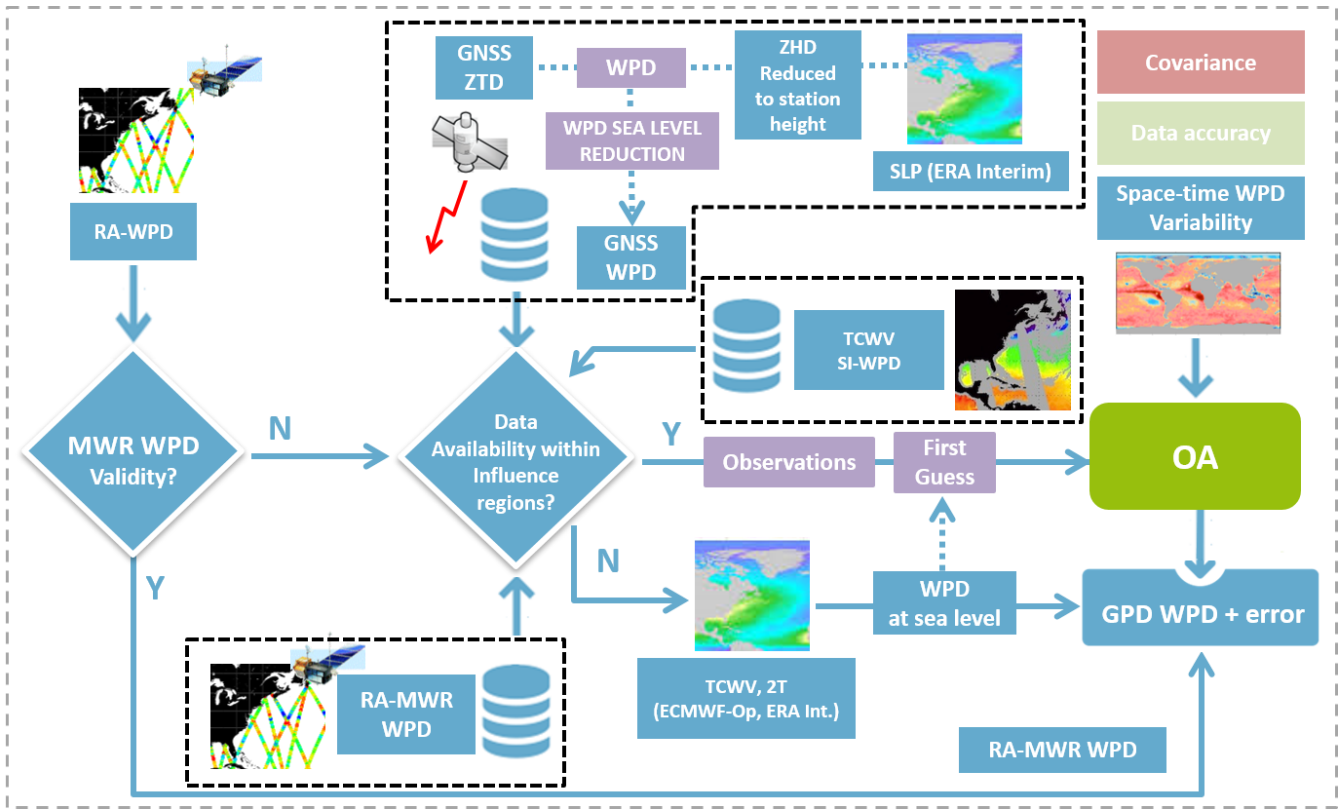 GNSS
ZTD
WPD
ZHD
Reduced
to station
height
WPD SEA LEVEL
REDUCTION
SLP (ERA Interim)
GNSS
WPD
Covariance
Data accuracy
Space-time WPD
Variability
RA-WPD
TCWV
SI-WPD
MWR WPD
Validity?
N
Data
Availability within
Influence
regions?
Y
Observations
First
Guess
OA
N
Y
WPD
at sea level
GPD WPD + error
TCWV, 2T
(ECMWF-Op, ERA Int.)
RA-MWR
WPD
RA-MWR WPD